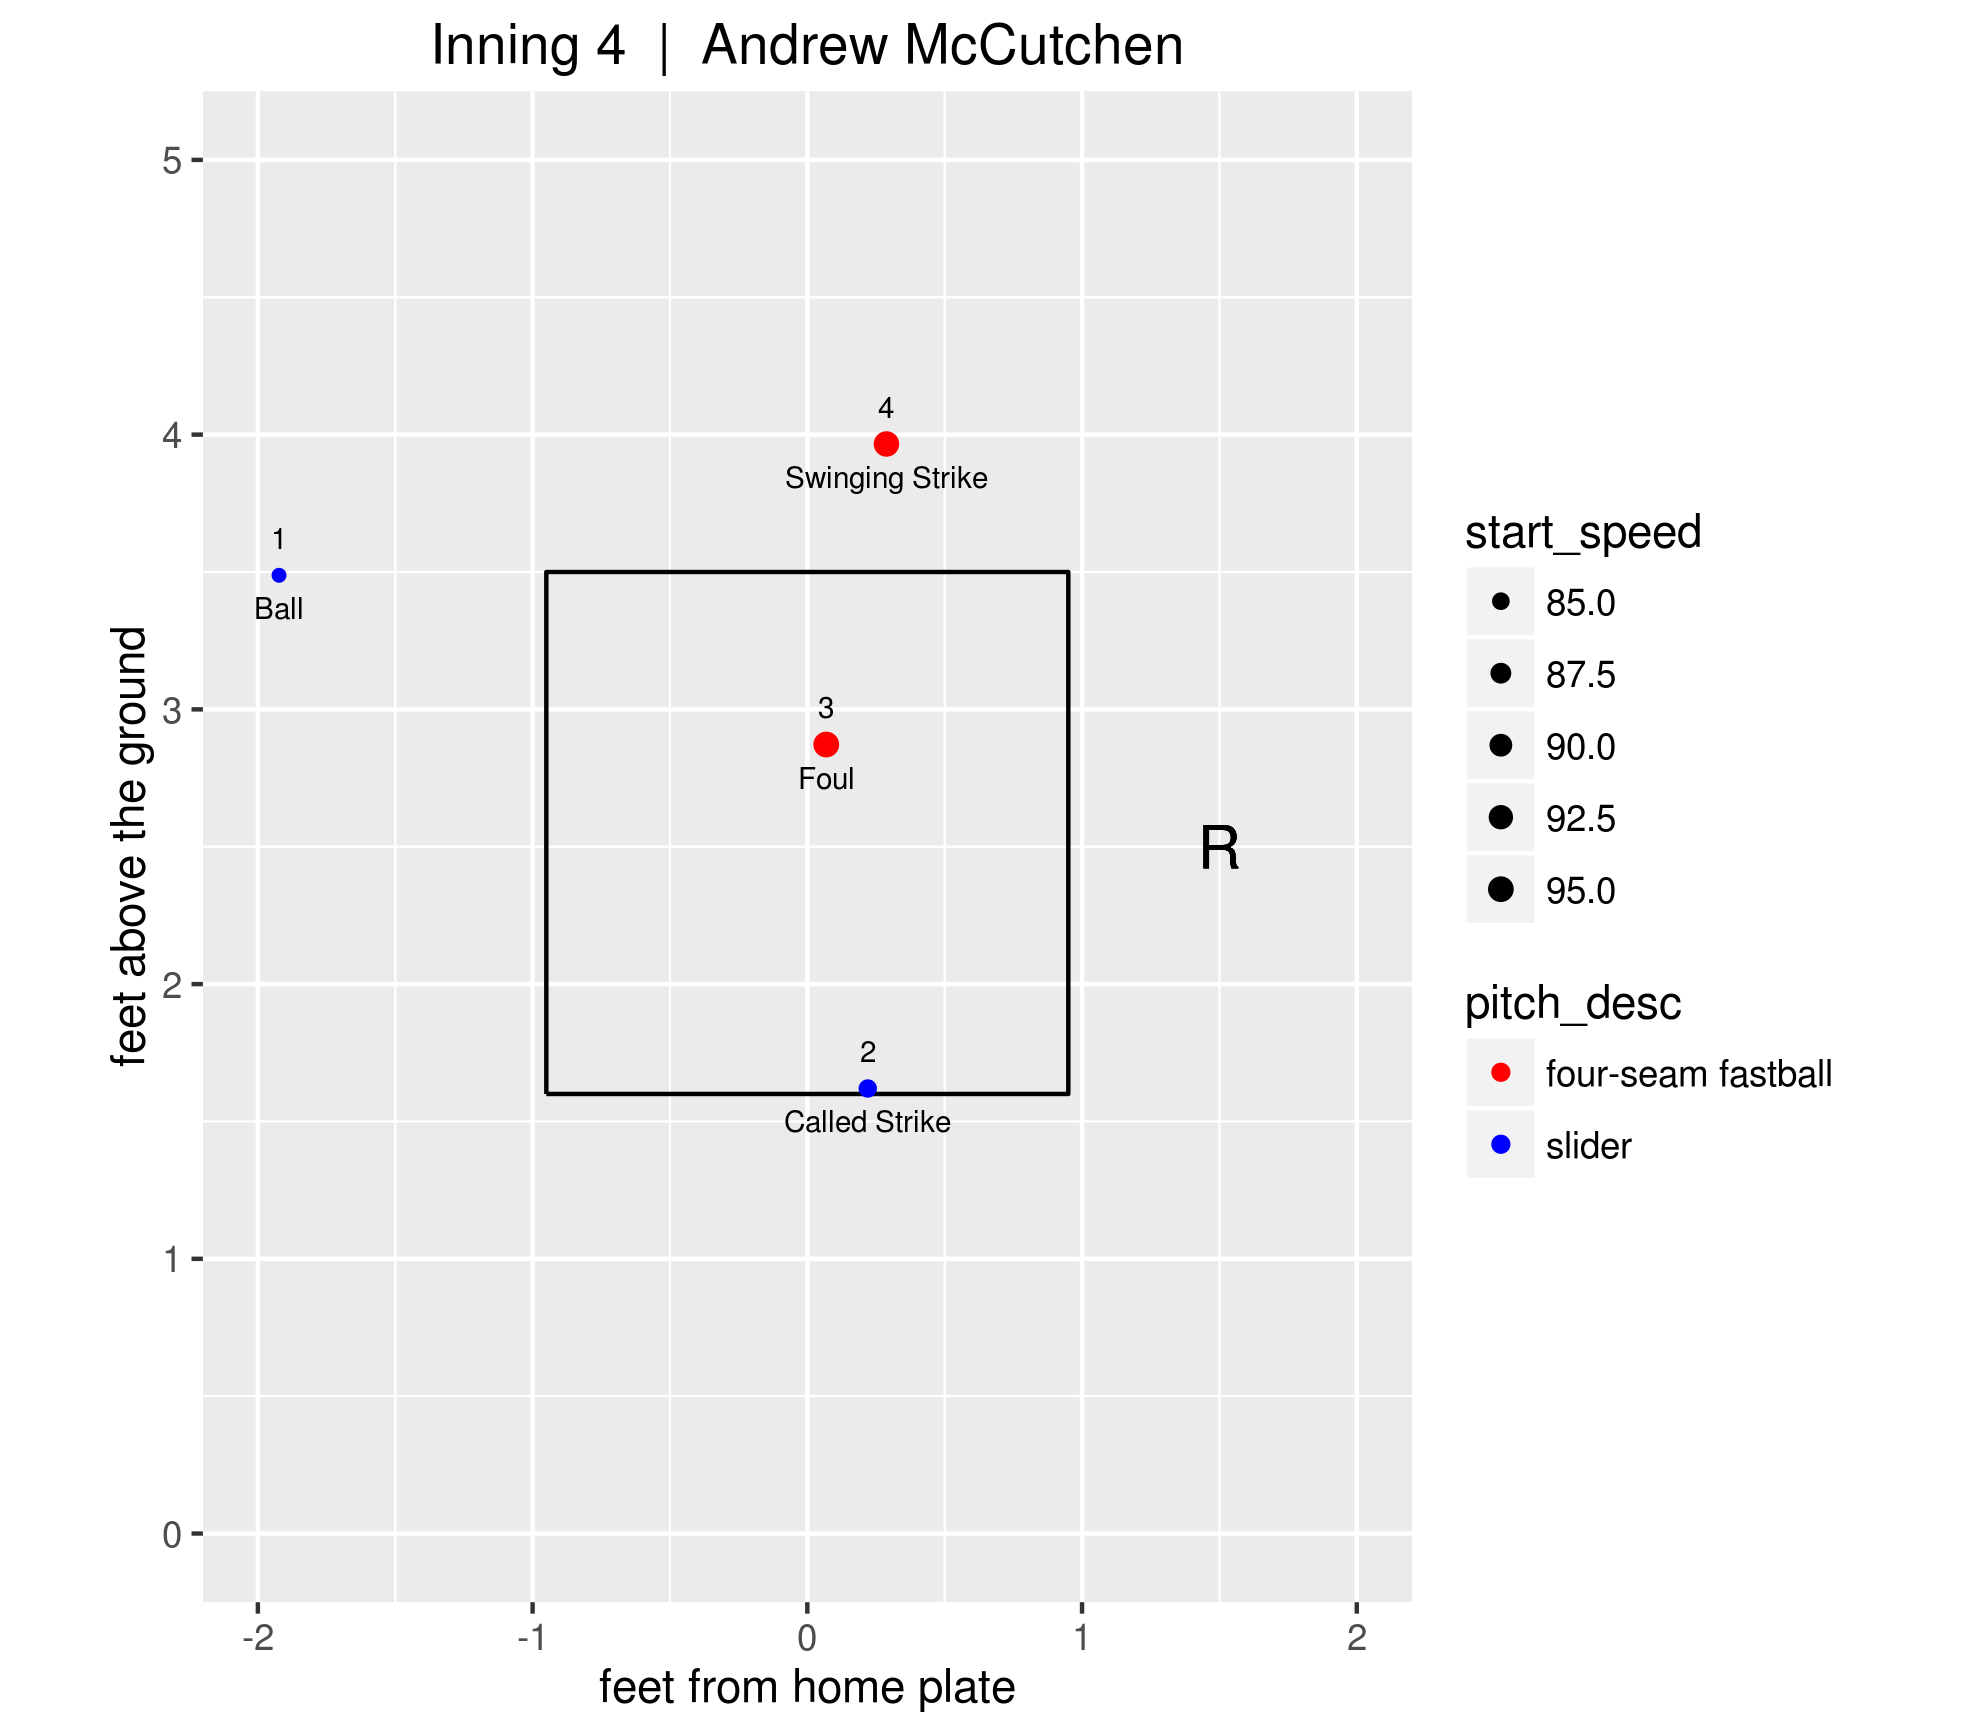 Inning 4 | Andrew McCutchen
5
4
3
2
1
0
-2
-1
0
1
2
feet above the ground
feet from home plate
4
Swinging Strike
1
Ball
3
Foul
R
2
Called Strike
start_speed
85.0
87.5
90.0
92.5
95.0
pitch_desc
four-seam fastball
slider